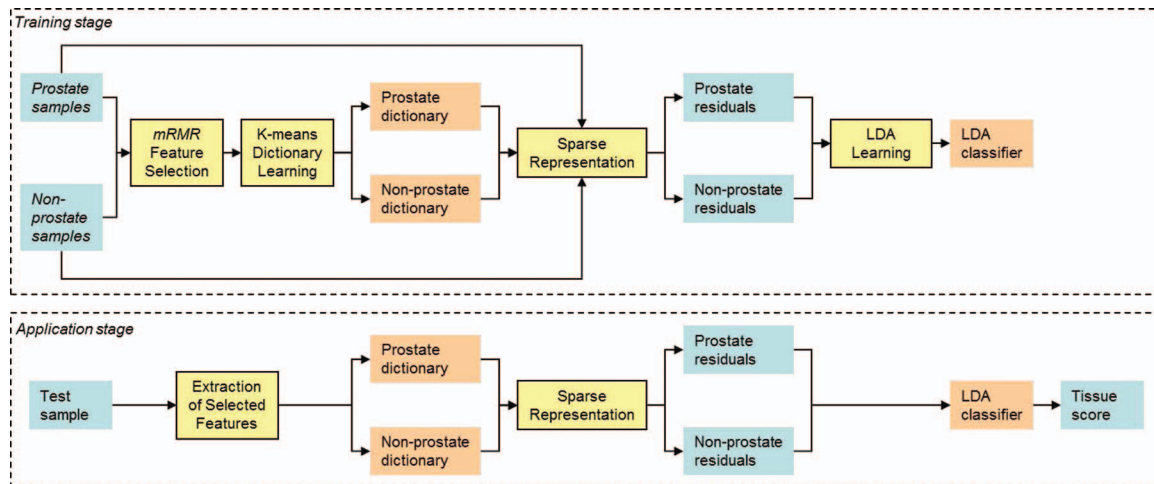 Training stage
Prostate
samples
Non-
prostate
samples
mRMR
Feature
Selection
K-means
Dictionary
Learning
Prostate
dictionary
Non-prostate
dictionary
Sparse
Representation
Prostate
residuals
Non-prostate
residuals
LDA
Learning
LDA
classifier
Application stage
Test
sample
Extraction
of Selected
Features
Prostate
dictionary
Non-prostate
dictionary
Sparse
Representation
Prostate
residuals
Non-prostate
residuals
LDA
classifier
Tissue
score